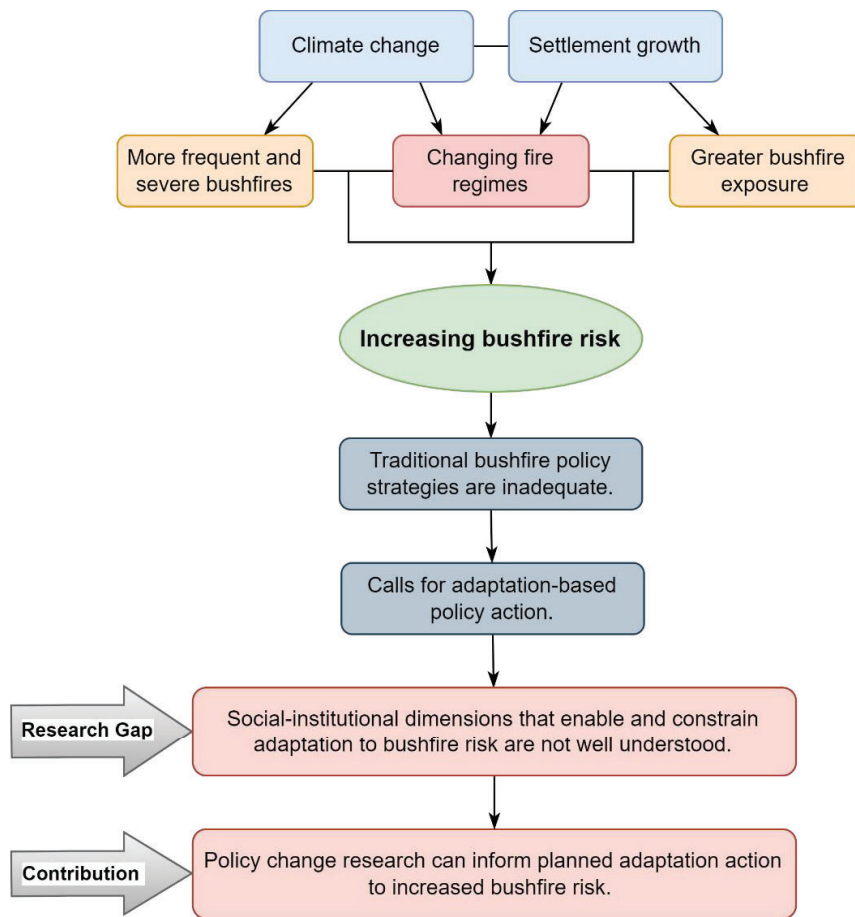 Climate change
Settlement growth
More frequent and
severe bushfires
Changing fire
regimes
Greater bushfire
exposure
Increasing bushfire risk
Traditional bushfire policy
strategies are inadequate.
Calls for adaptation-based
policy action.
Research Gap
Social-institutional dimensions that enable and constrain
adaptation to bushfire risk are not well understood.
Contribution
Policy change research can inform planned adaptation action
to increased bushfire risk.